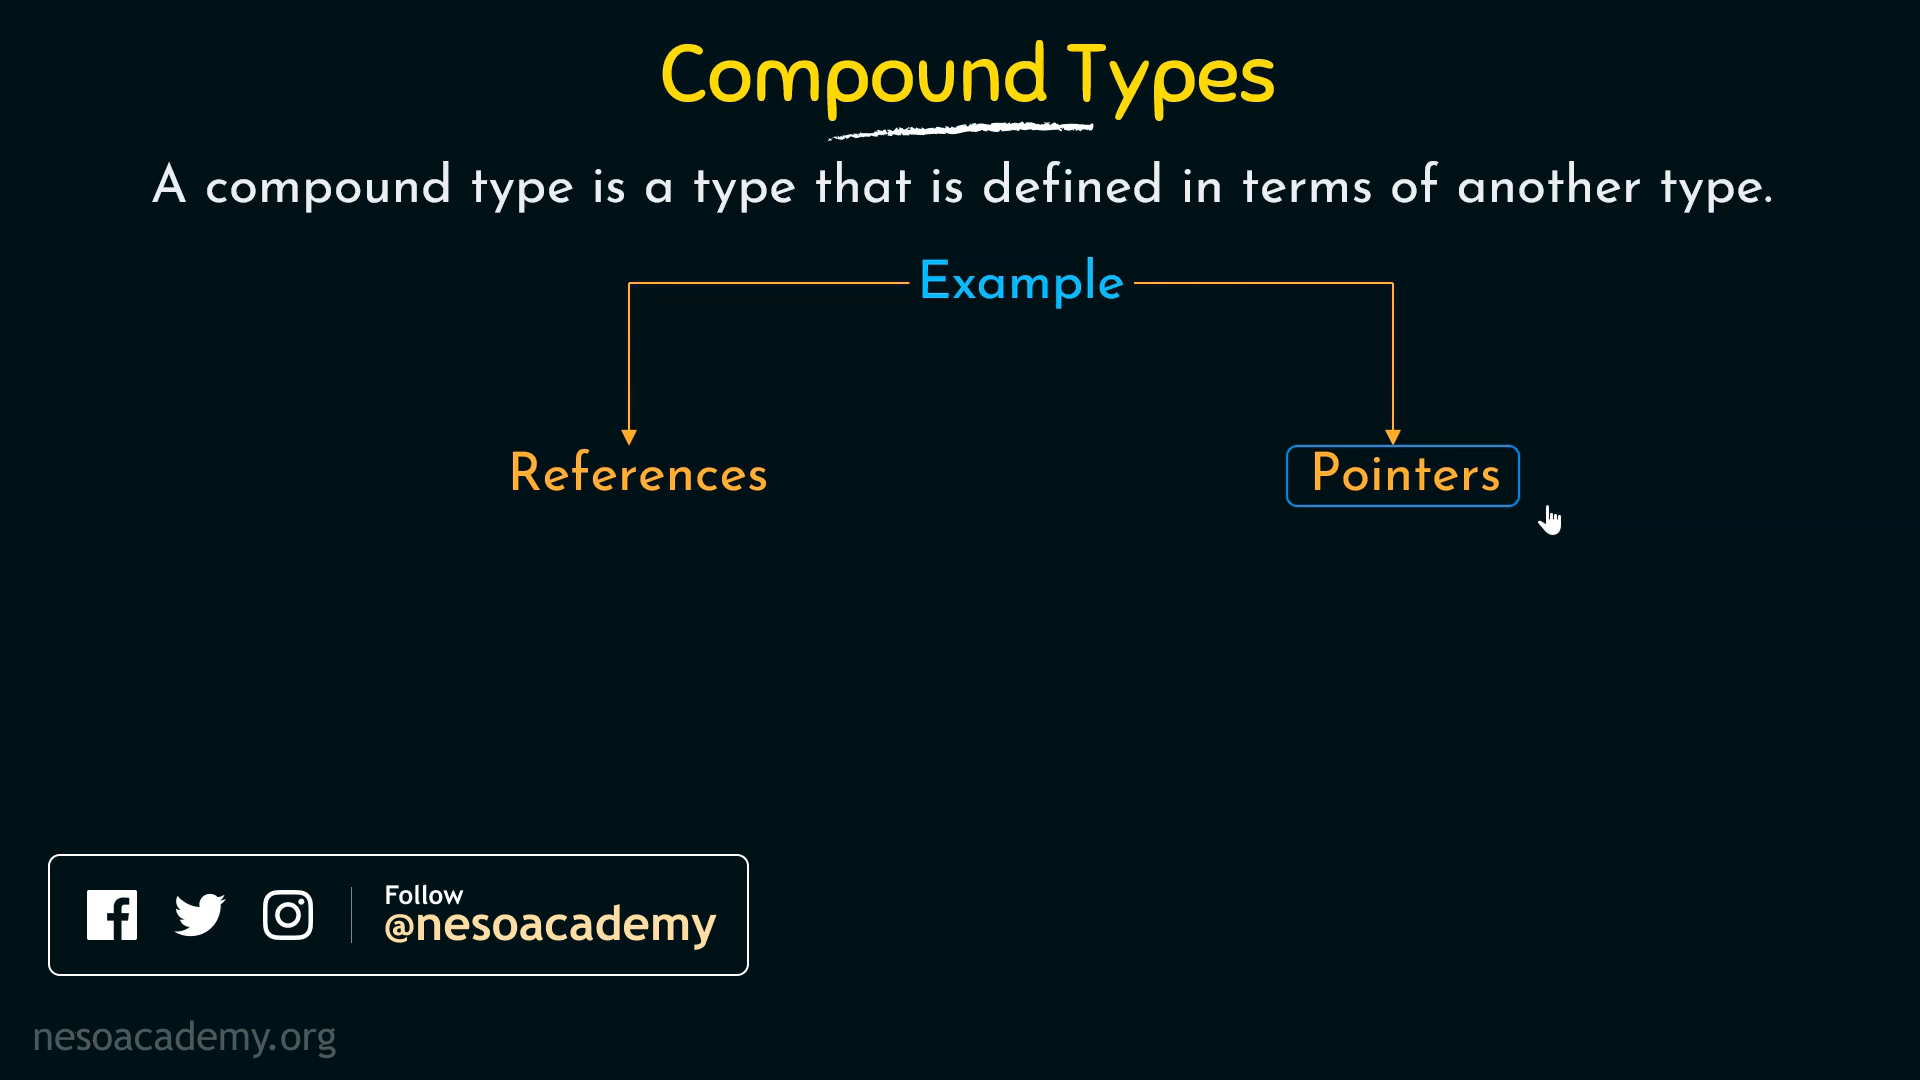 Compound Types
A compound type is a type that is defined in terms of another type.
Example
References
Pointers
Follow
@nesoacademy
nesoacademy.org